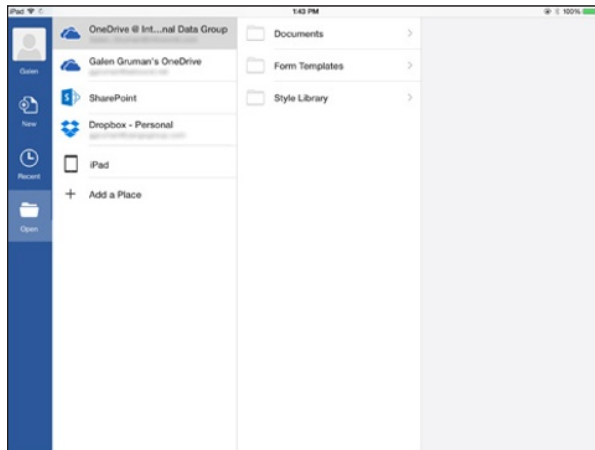 iPad
1:43 PM
100%
Galen
New
Recent
Open
OneDrive @ Int...nal Data Group
Galen Gruman's OneDrive
SharePoint
Dropbox - Personal
iPad
Add a Place
Documents
Form Templates
Style Library